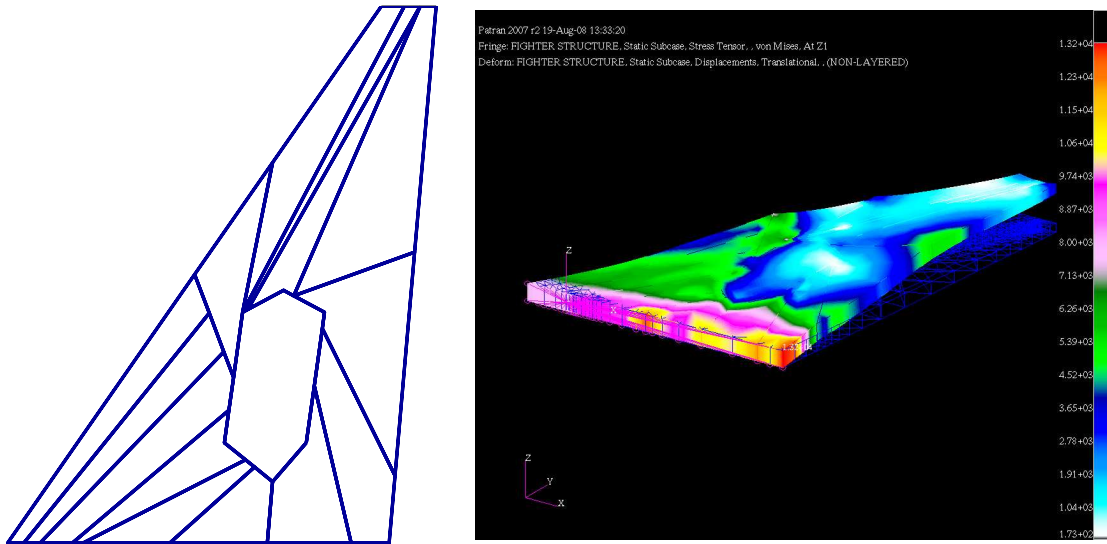 Patran 2007 r2 19-Aug-08 13:33:20
Fringe: FIGHTER STRUCTURE, Static Subcase, Stress Tensor, , von Mises, At Z1
Deform: FIGHTER STRUCTURE, Static Subcase, Displacements, Translational, , (NON-LAYERED)
1.32+04
1.23+04
1.15+04
1.06+04
9.74+03
8.87+03
8.00+03
7.13+03
6.26+03
5.39+03
4.52+03
3.65+03
2.78+03
1.91+03
1.04+03
1.73+02
Z
X
Z
Y
X